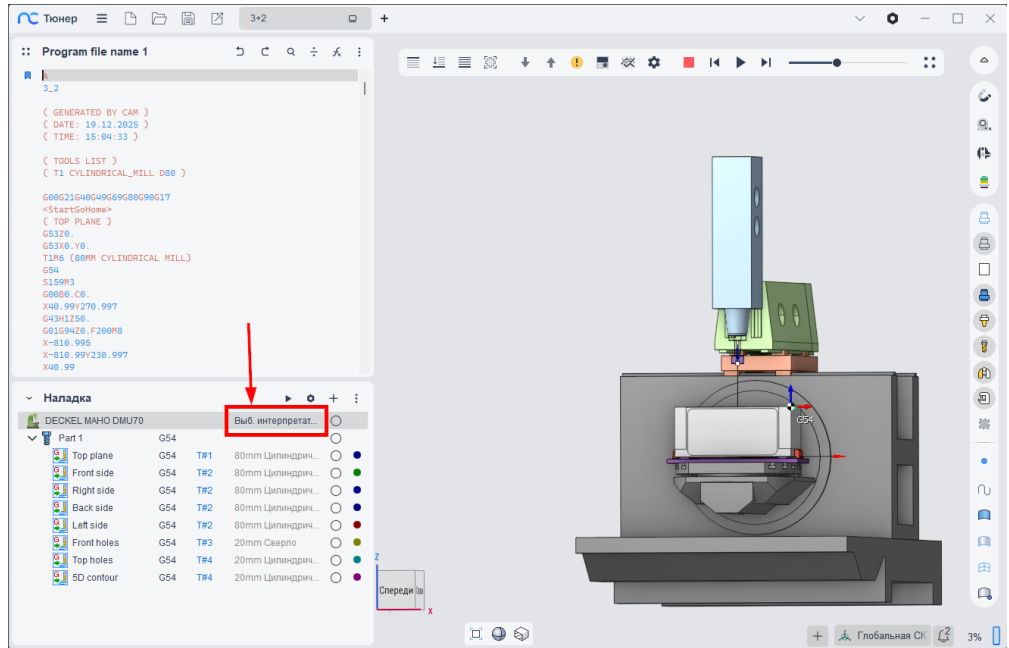 Тюнер
3+2
Program file name 1
%
3_2
( GENERATED BY CAM )
( DATE: 19.12.2025 )
( TIME: 15:04:33 )
( TOOLS LIST )
( T1 CYLINDRICAL_MILL D80 )
G00G21G40G49G69G80G90G17
<StartGoHome>
( TOP PLANE )
G53Z0.
G53X0.Y0.
T1M6 (80MM CYLINDRICAL MILL)
G54
S159M3
G00B0.C0.
X40.99Y270.997
G43H1Z50.
G01G94Z0.F200M8
X-810.995
X-810.99Y230.997
X40.99
Наладка
DECKEL MAHO DMU70 Выб. интерпретат...
Part 1 G54
Top plane G54 T#1 80mm Цилиндрич...
Front side G54 T#2 80mm Цилиндрич...
Right side G54 T#2 80mm Цилиндрич...
Back side G54 T#2 80mm Цилиндрич...
Left side G54 T#2 80mm Цилиндрич...
Front holes G54 T#3 20mm Сверло
Top holes G54 T#4 20mm Цилиндрич...
5D contour G54 T#4 20mm Цилиндрич...
G54
Z
Спереди
X
Глобальная СК
2
3%